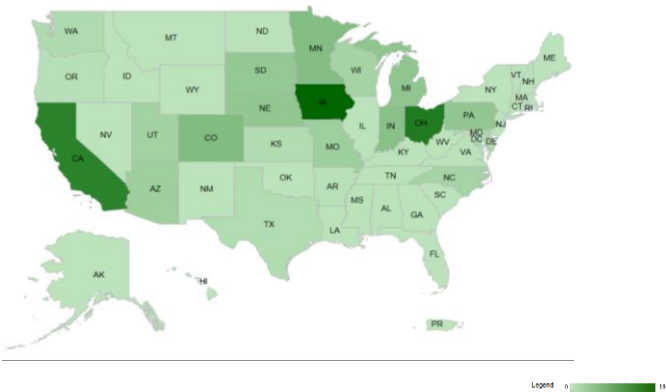 WA
MT
ND
MN
OR
ID
WY
SD
WI
MI
ME
VT
NH
NY
MA
CT RI
NV
UT
CO
NE
IA
IL
IN
OH
PA
NJ
MD
DC DE
CA
KS
MO
KY
WV
VA
AZ
NM
OK
AR
TN
NC
SC
TX
LA
MS
AL
GA
FL
AK
HI
PR
Legend 0